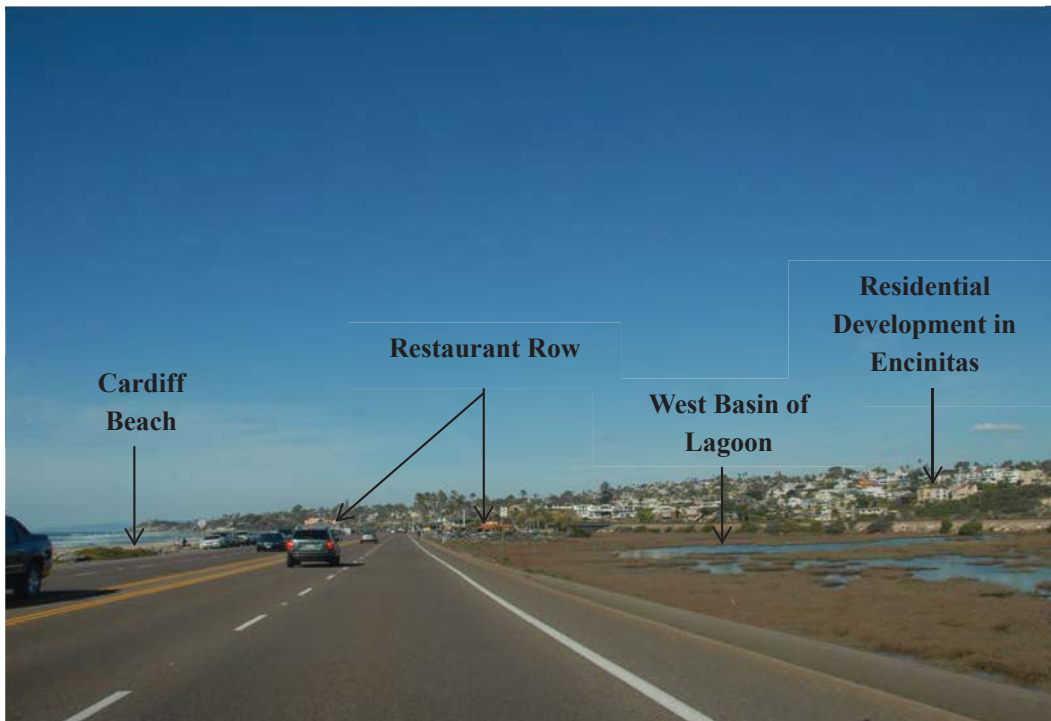 Residential
Development in
Encinitas
Restaurant Row
Cardiff
Beach
West Basin of
Lagoon